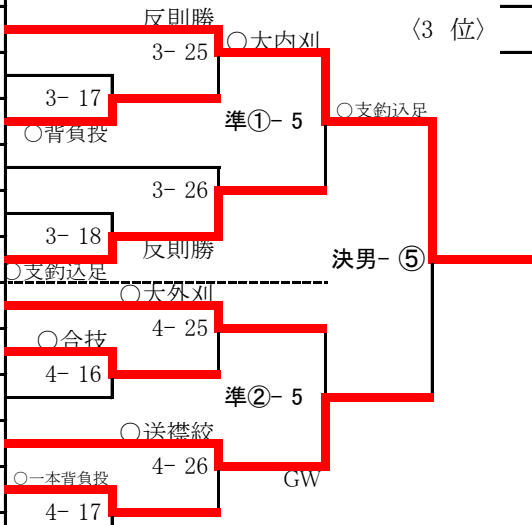 反則勝
〈3 位〉
3- 25
○大内刈
3- 17
○背負投
準①- 5
○支釣込足
3- 26
3- 18
反則勝
○支釣込足
決男- ⑤
○大外刈
4- 25
○合技
4- 16
準②- 5
○送襟絞
4- 26
GW
○一本背負投
4- 17